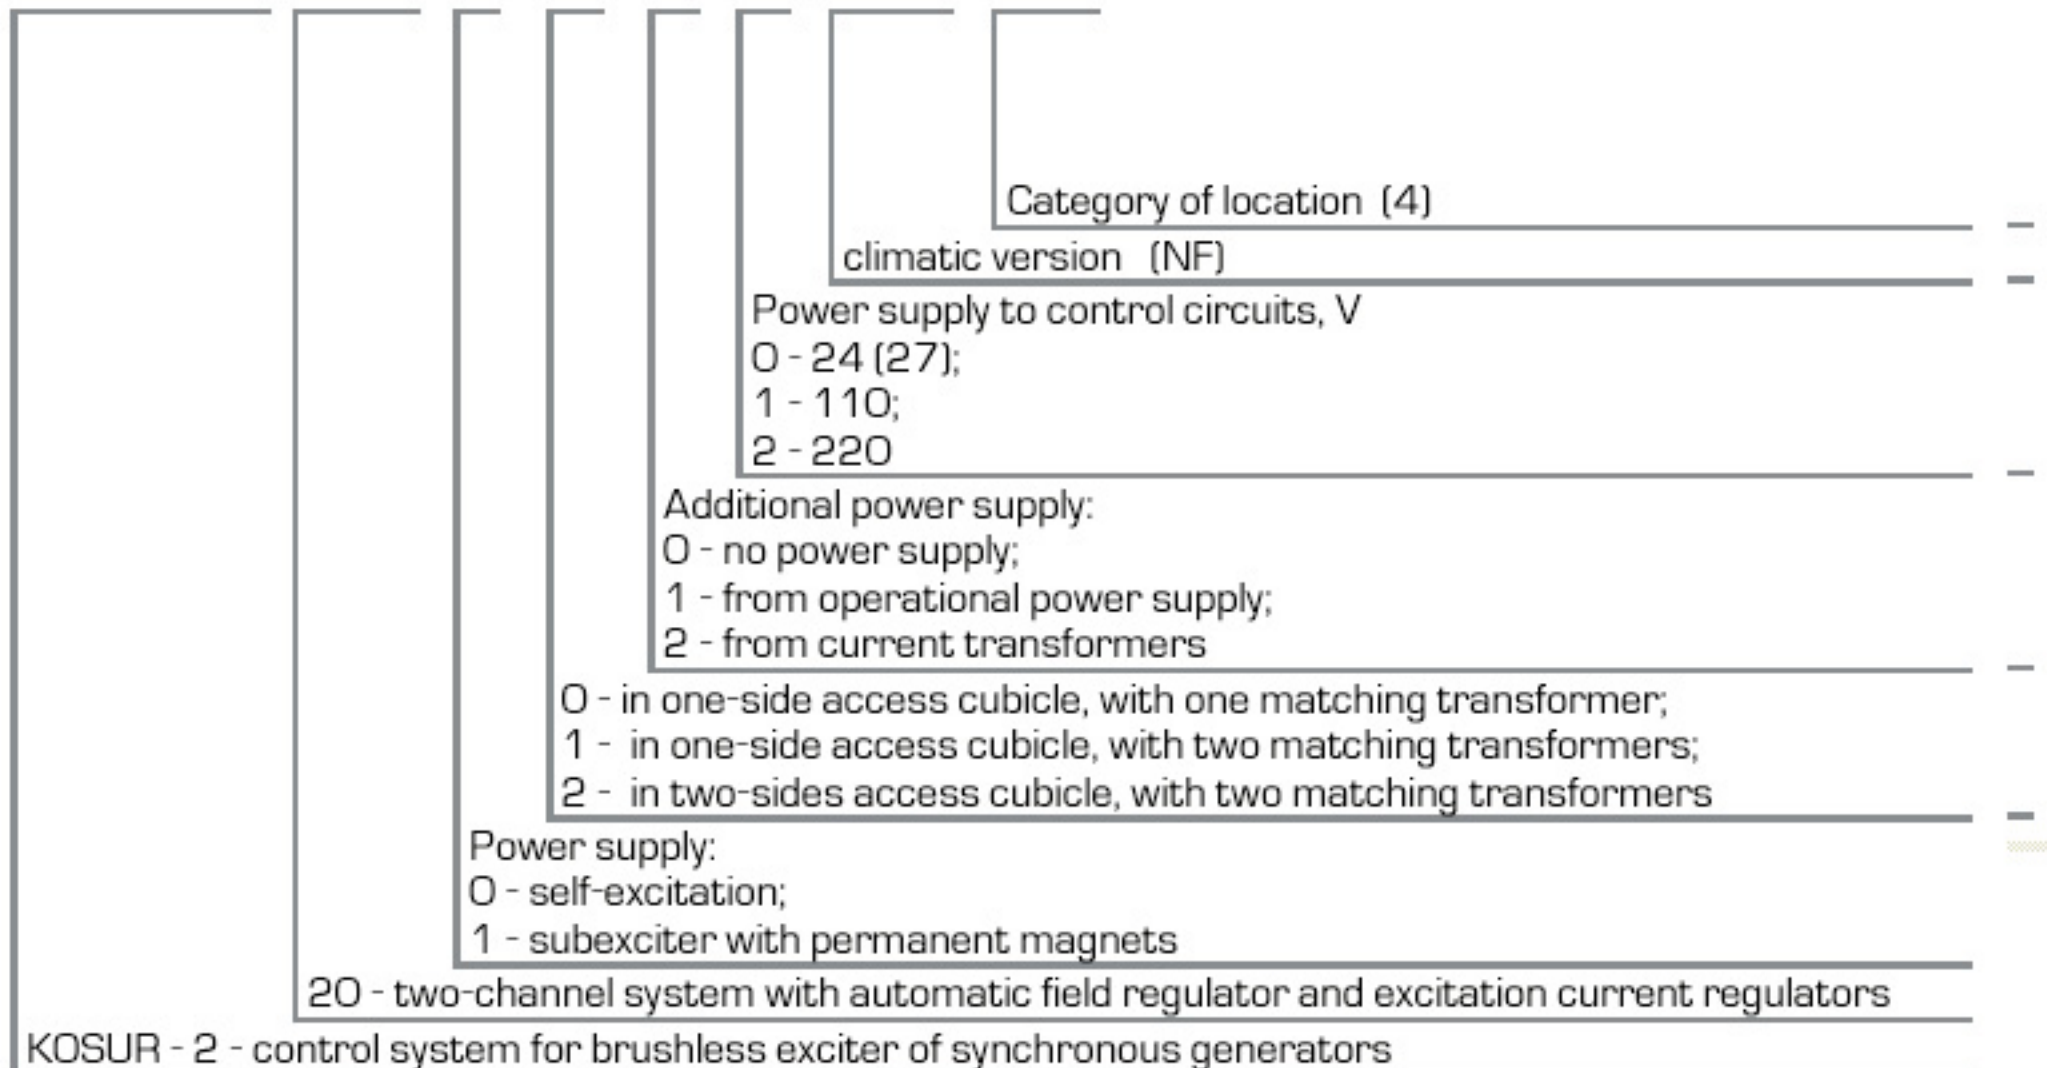 Category of location (4)
climatic version (NF)
Power supply to control circuits, V
0 - 24 (27);
1 - 110;
2 - 220
Additional power supply:
0 - no power supply;
1 - from operational power supply;
2 - from current transformers
0 - in one-side access cubicle, with one matching transformer;
1 - in one-side access cubicle, with two matching transformers;
2 - in two-sides access cubicle, with two matching transformers
Power supply:
0 - self-excitation;
1 - subexciter with permanent magnets
20 - two-channel system with automatic field regulator and excitation current regulators
KOSUR - 2 - control system for brushless exciter of synchronous generators